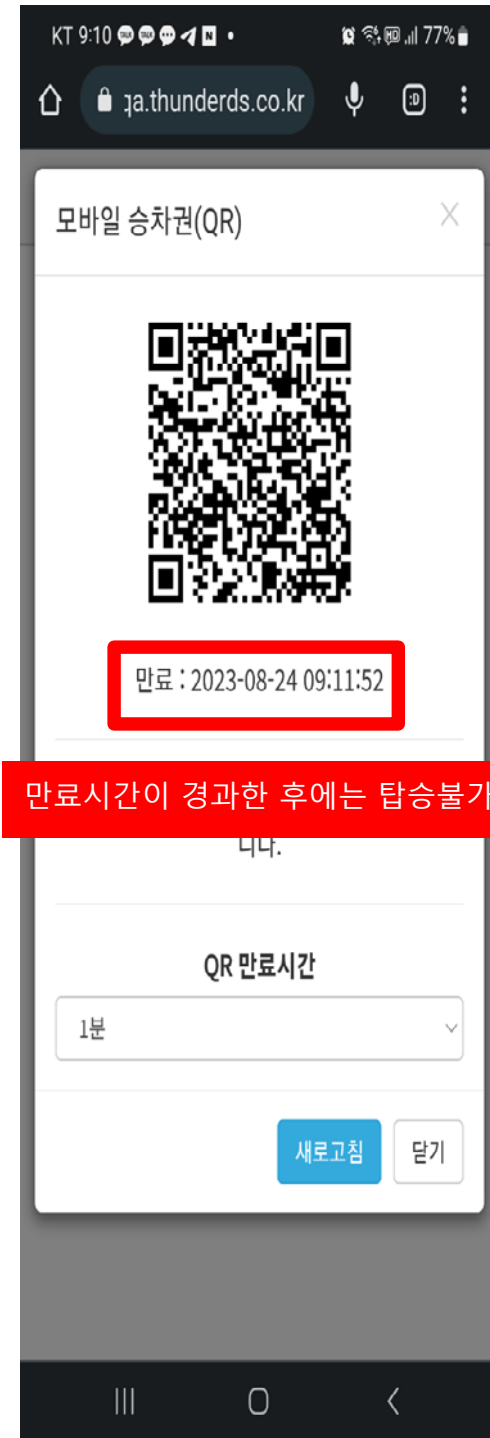 KT 9:10
HD 77%
qa.thunderds.co.kr :D
모바일 승차권(QR)
만료 : 2023-08-24 09:11:52
만료시간이 경과한 후에는 탑승불가
니다.
QR 만료시간
1분
새로고침 닫기